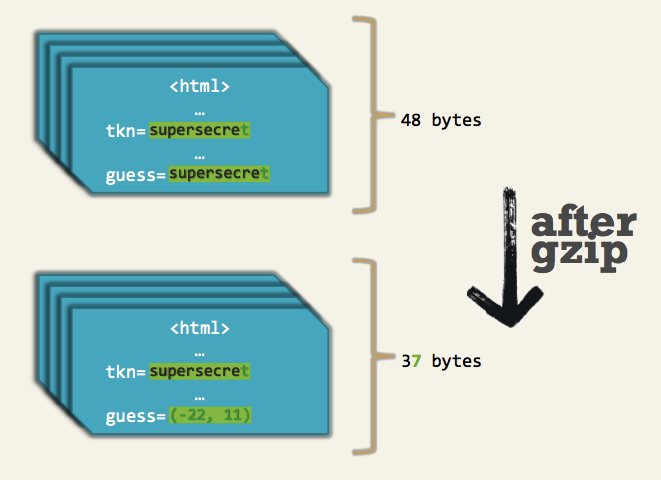 <html>
…
tkn=supersecret
…
guess=supersecret
48 bytes
after
gzip
<html>
…
tkn=supersecret
…
guess=(-22, 11)
37 bytes